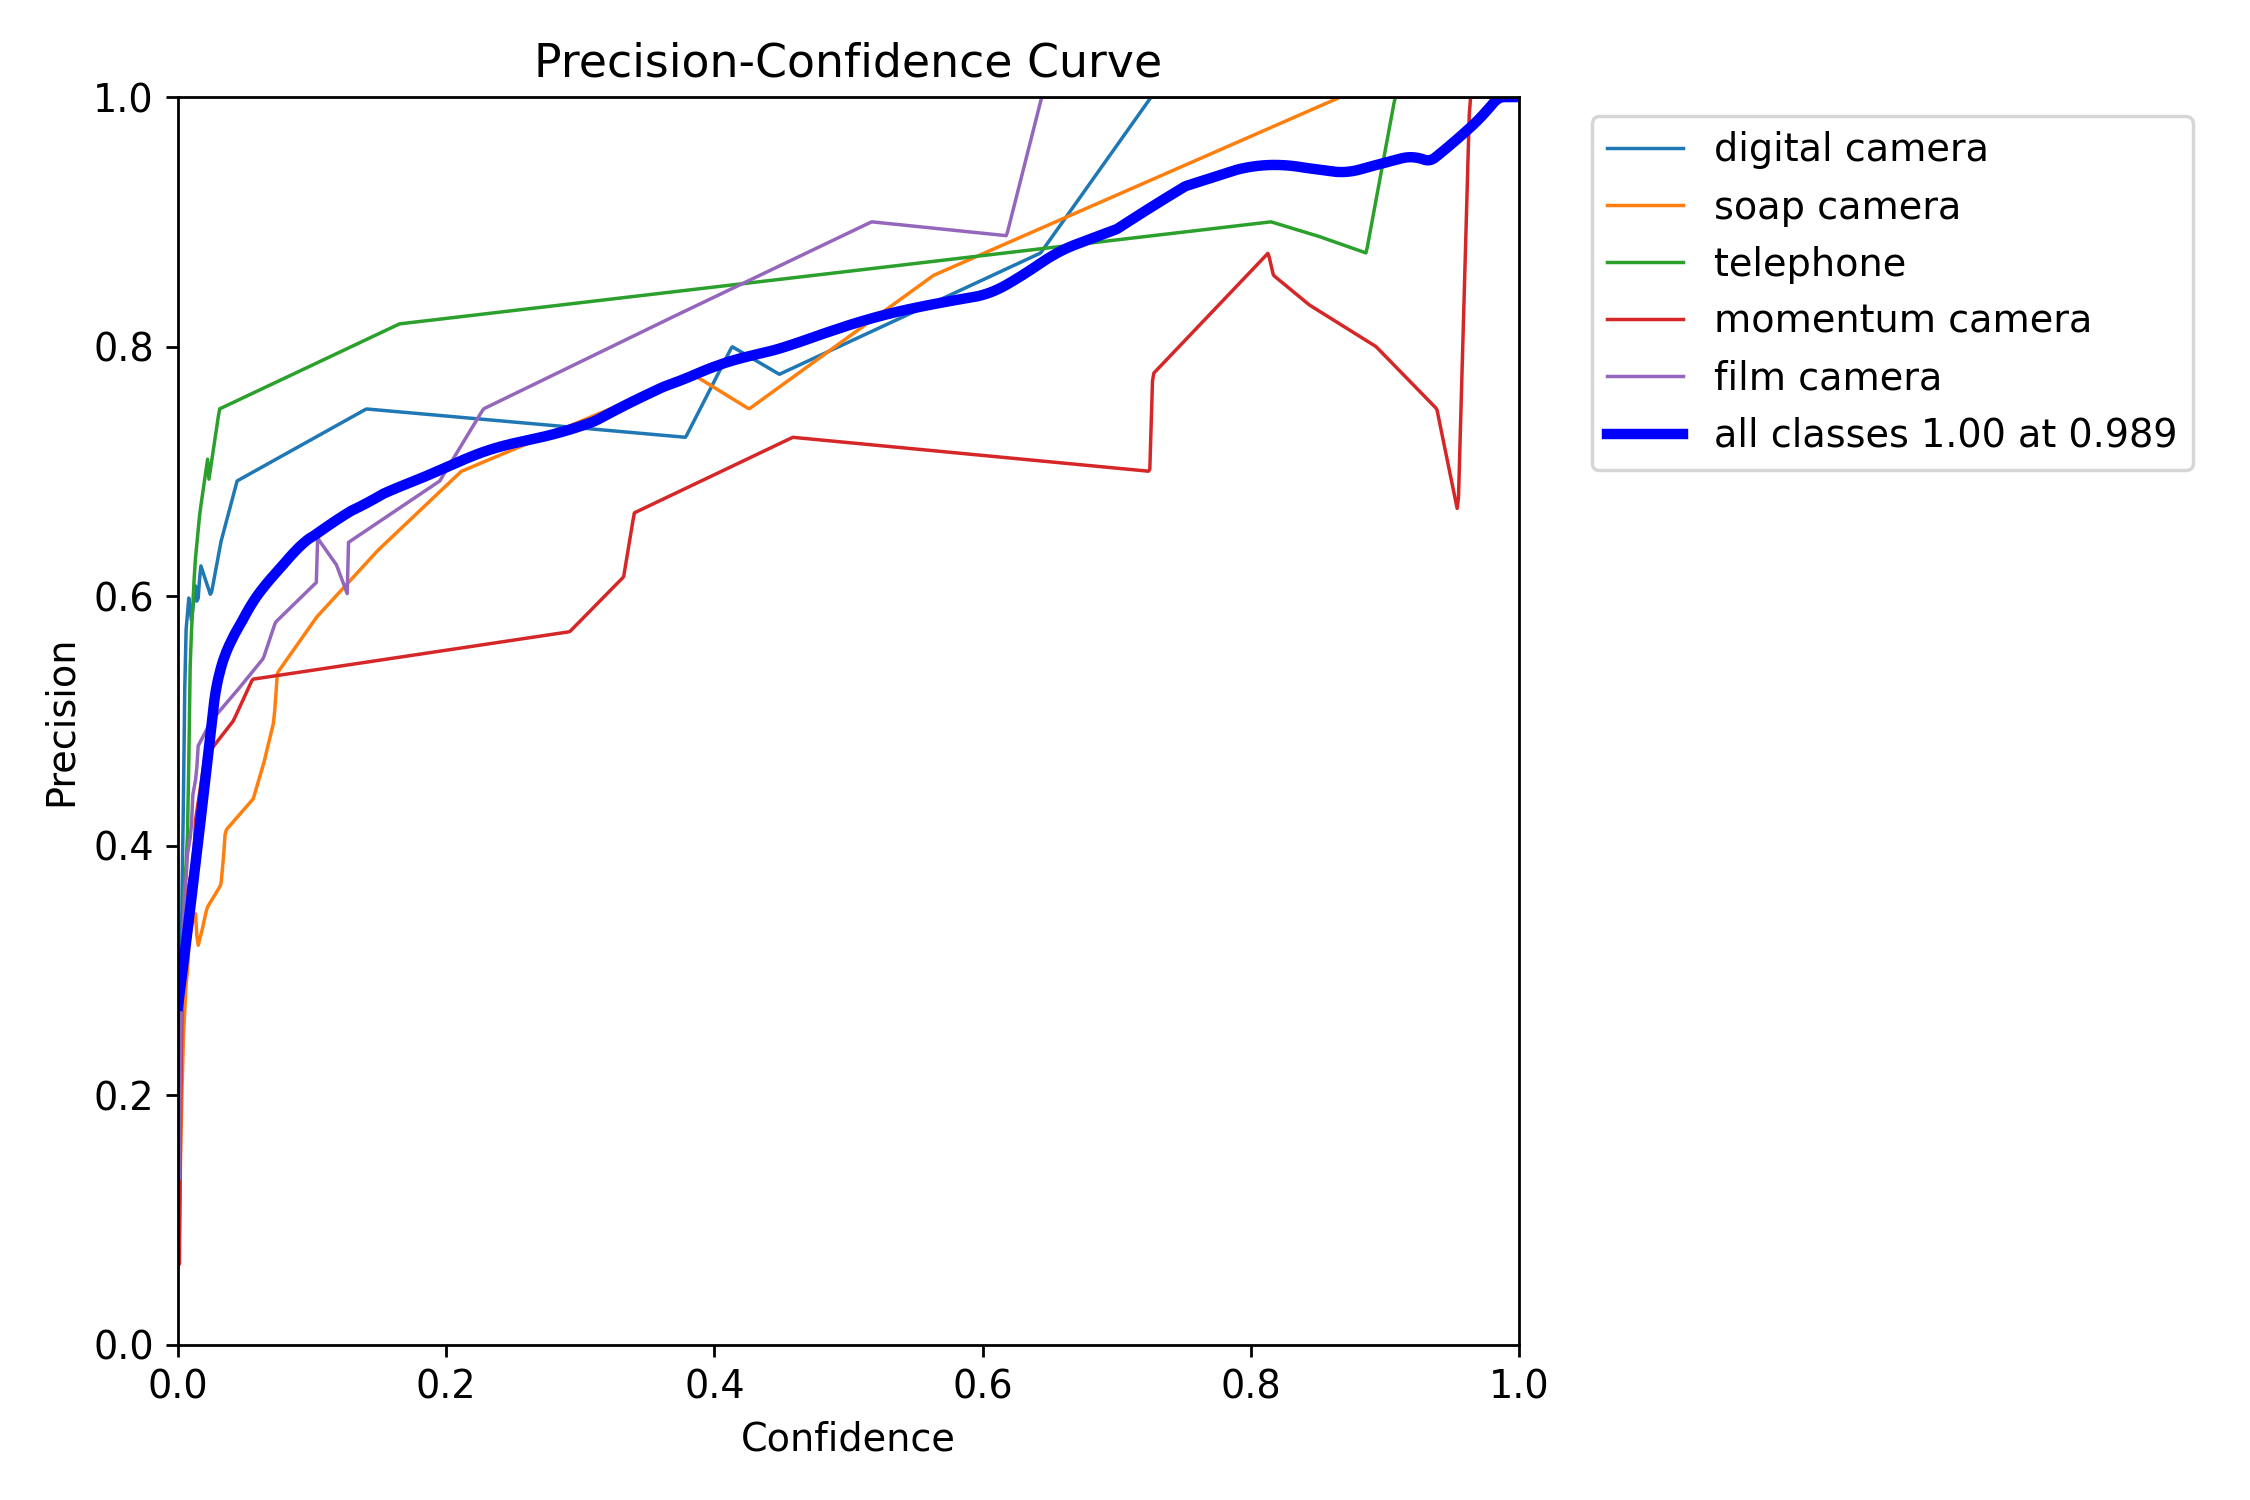 Precision-Confidence Curve
1.0
0.8
0.6
0.4
0.2
0.0
Precision
0.0 0.2 0.4 0.6 0.8 1.0
Confidence
digital camera
soap camera
telephone
momentum camera
film camera
all classes 1.00 at 0.989